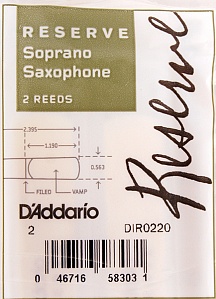 RESERVE
Soprano
Saxophone
2 REEDS
Reserve
2.395
1.190
0.563
FILED VAMP
D'Addario
2 DIR0220
0 46716 58303 1